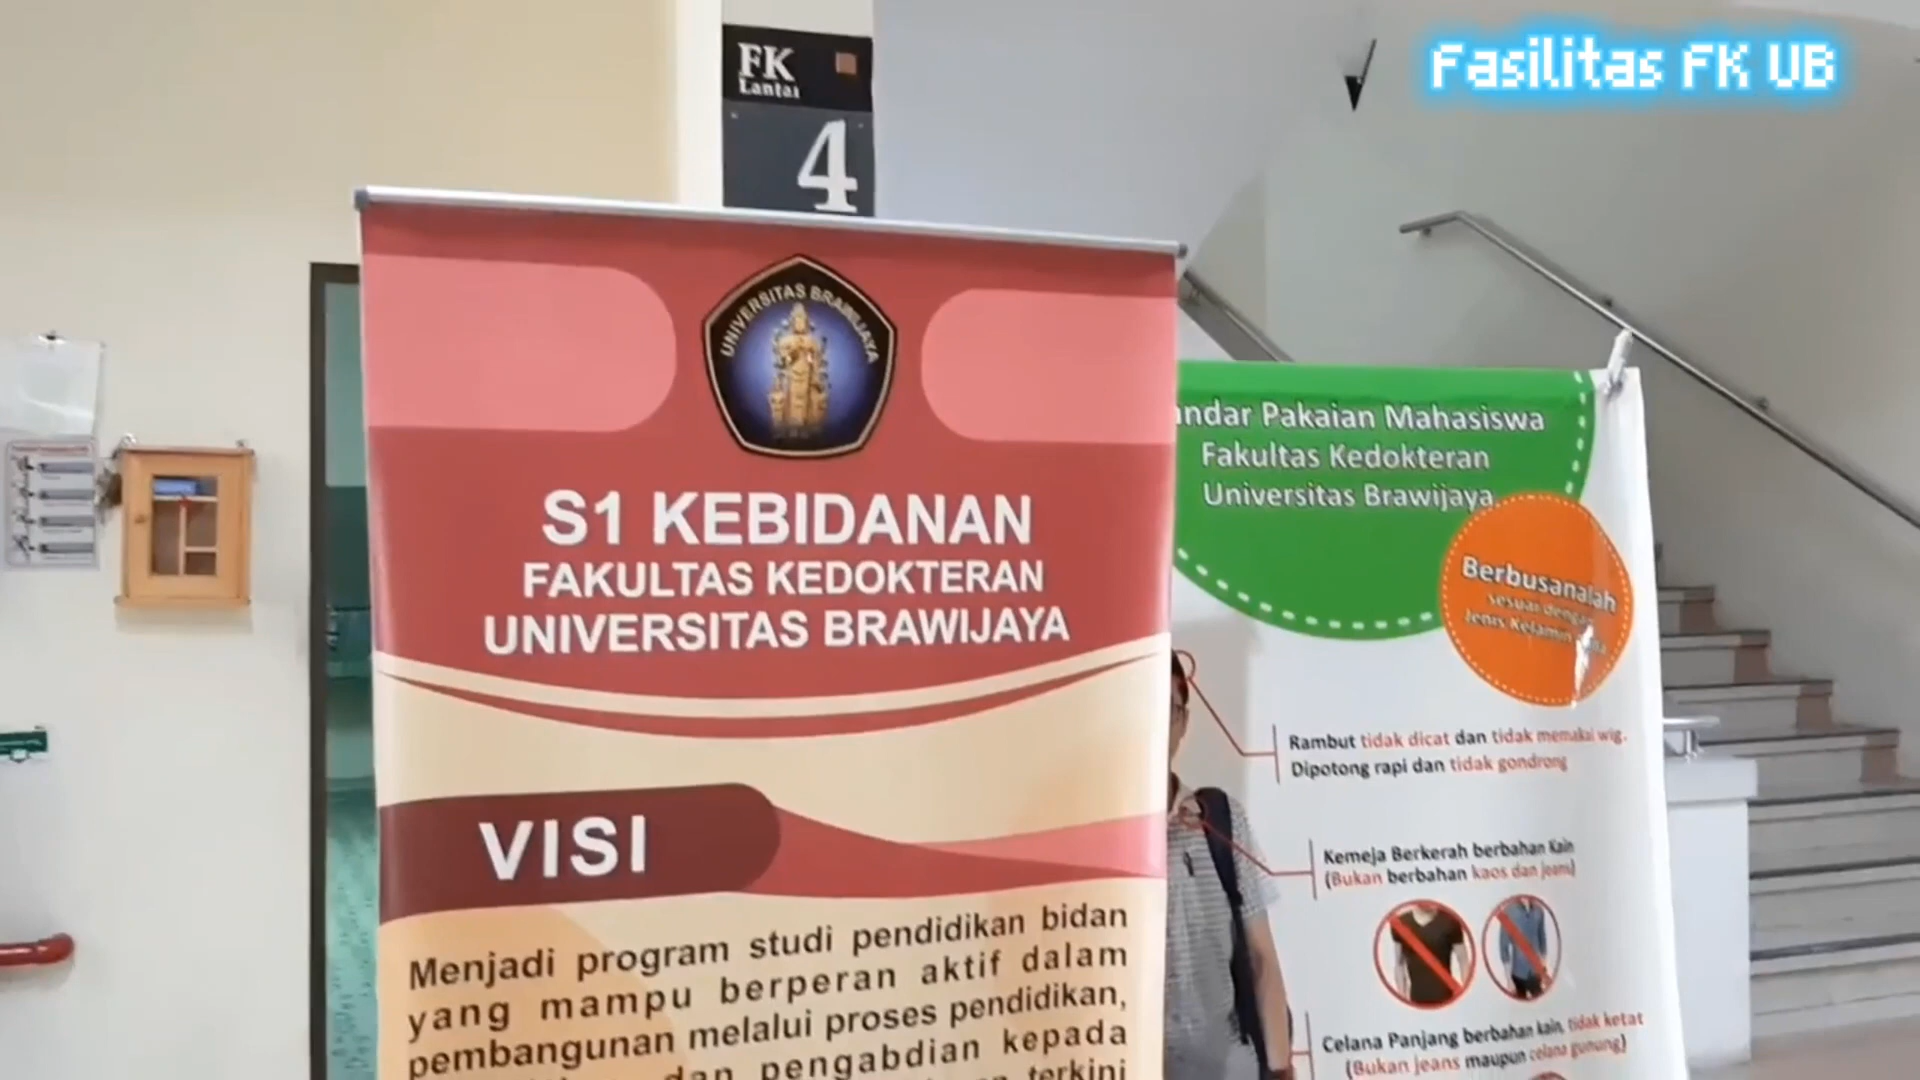 Fasilitas FK UB
FK
Lantai
4
UNIVERSITAS BRAWIJAYA
S1 KEBIDANAN
FAKULTAS KEDOKTERAN
UNIVERSITAS BRAWIJAYA
VISI
Menjadi program studi pendidikan bidan
yang mampu berperan aktif dalam
pembangunan melalui proses pendidikan,
dan pengabdian kepada
terkini
Pakaian Mahasiswa
Fakultas Kedokteran
Universitas Brawijaya
Berbusanalah
sesuai dengan
Jenis Kelamin
Rambut tidak dicat dan tidak memakai wig.
Dipotong rapi dan tidak gondrong
Kemeja Berkerah berbahan Kain
(Bukan berbahan kaos dan jeans)
Celana Panjang berbahan kain, tidak ketat
(Bukan jeans maupun celana gunung)